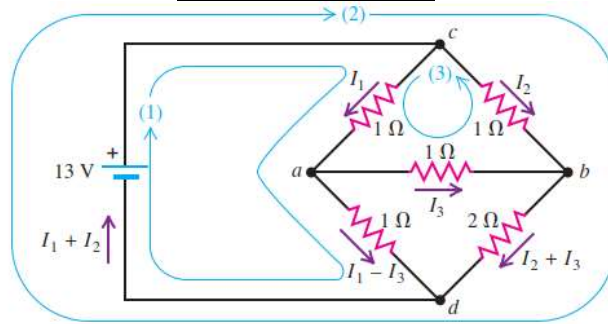 (2)
c
I₁
(3)
I₂
(1)
1 Ω
1 Ω
+
1 Ω
13 V
a
b
I₃
1 Ω
2 Ω
I₁ + I₂
I₁ – I₃
I₂ + I₃
d